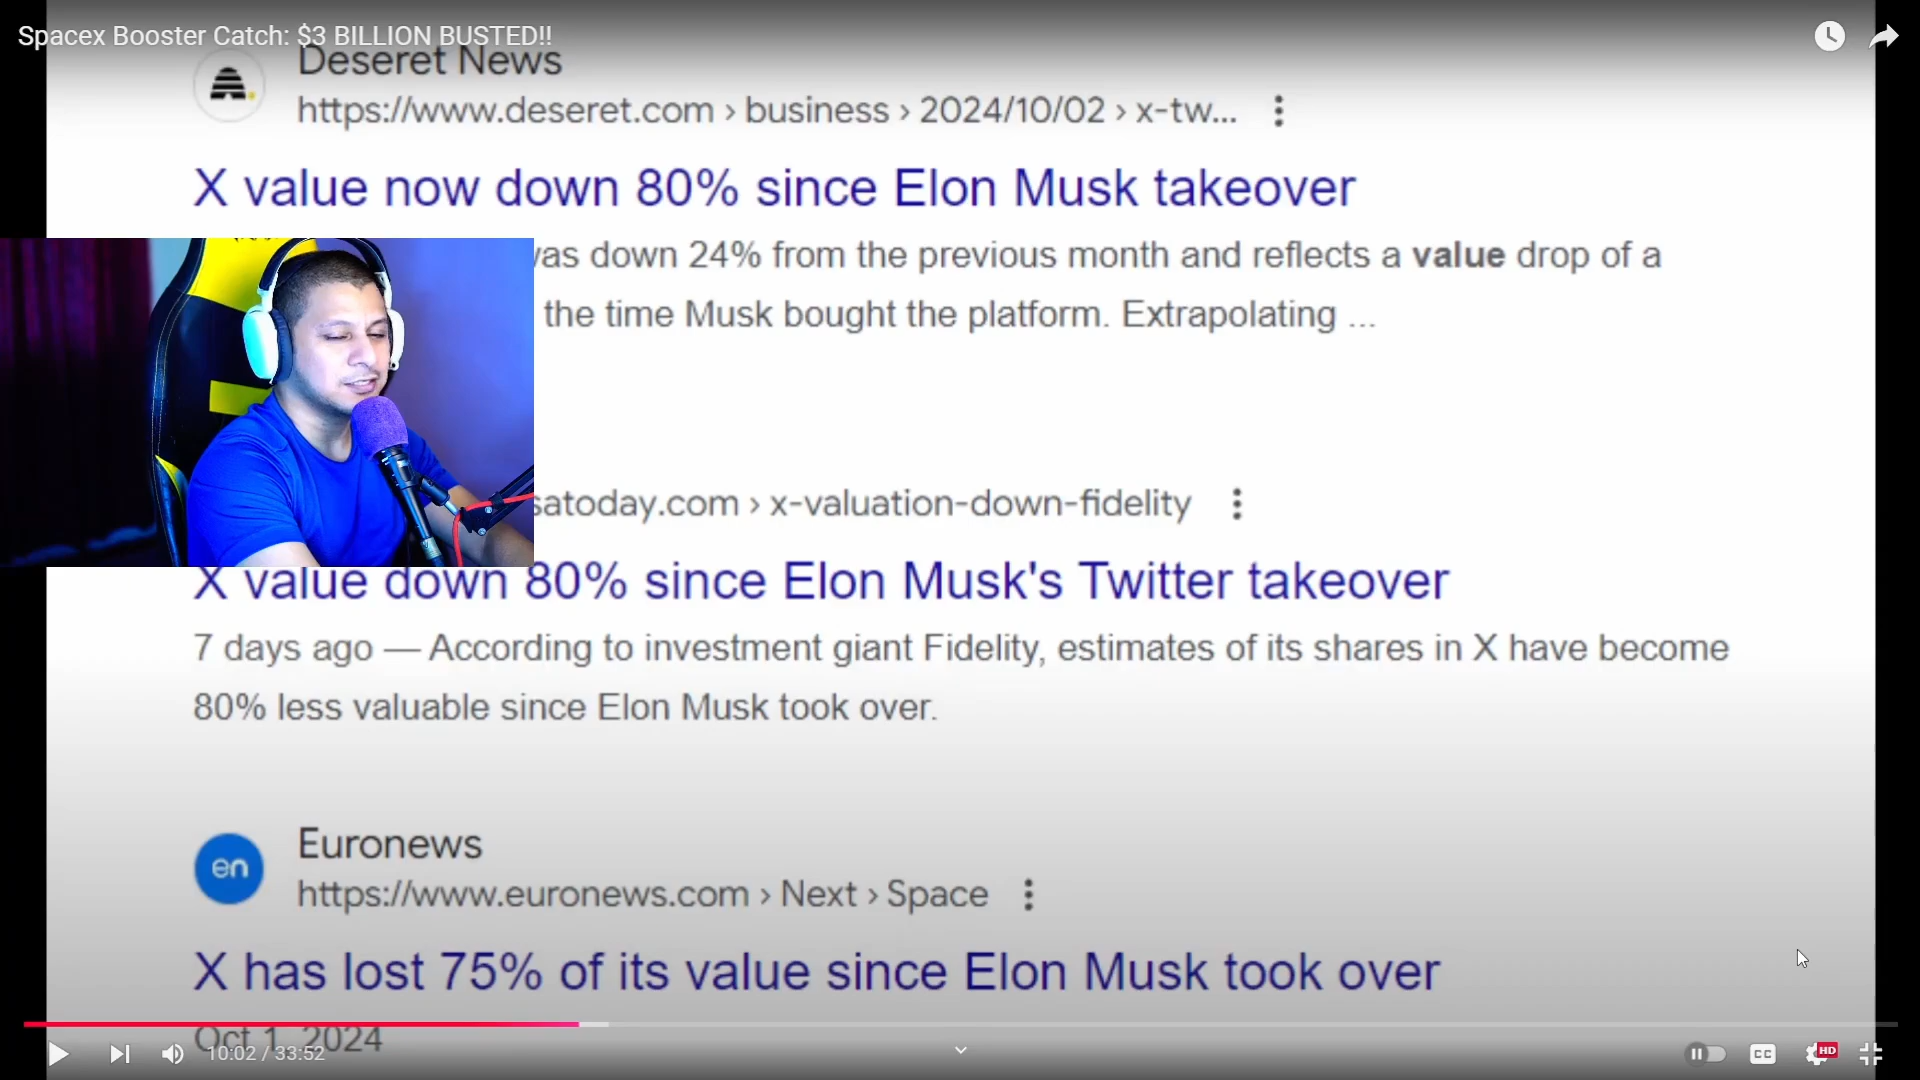 Spacex Booster Catch: $3 BILLION BUSTED!!
Deseret News
https://www.deseret.com › business › 2024/10/02 › x-tw...
X value now down 80% since Elon Musk takeover
was down 24% from the previous month and reflects a value drop of a
the time Musk bought the platform. Extrapolating ...
satoday.com › x-valuation-down-fidelity
X value down 80% since Elon Musk's Twitter takeover
7 days ago — According to investment giant Fidelity, estimates of its shares in X have become
80% less valuable since Elon Musk took over.
en
Euronews
https://www.euronews.com › Next › Space
X has lost 75% of its value since Elon Musk took over
Oct 1, 2024
10:02 / 33:52
CC
HD